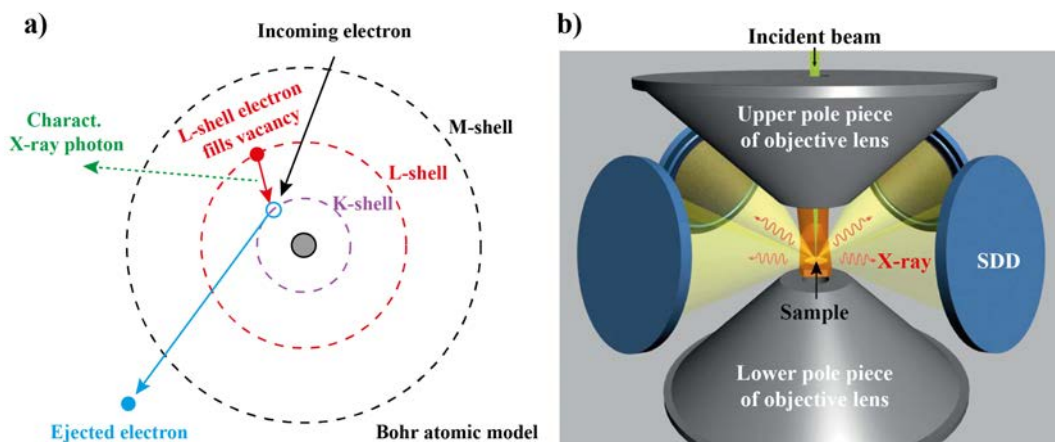 a)
Incoming electron
L-shell electron
fills vacancy
Charact.
X-ray photon
M-shell
L-shell
K-shell
Ejected electron
Bohr atomic model
b)
Incident beam
Upper pole piece
of objective lens
X-ray
SDD
Sample
Lower pole piece
of objective lens